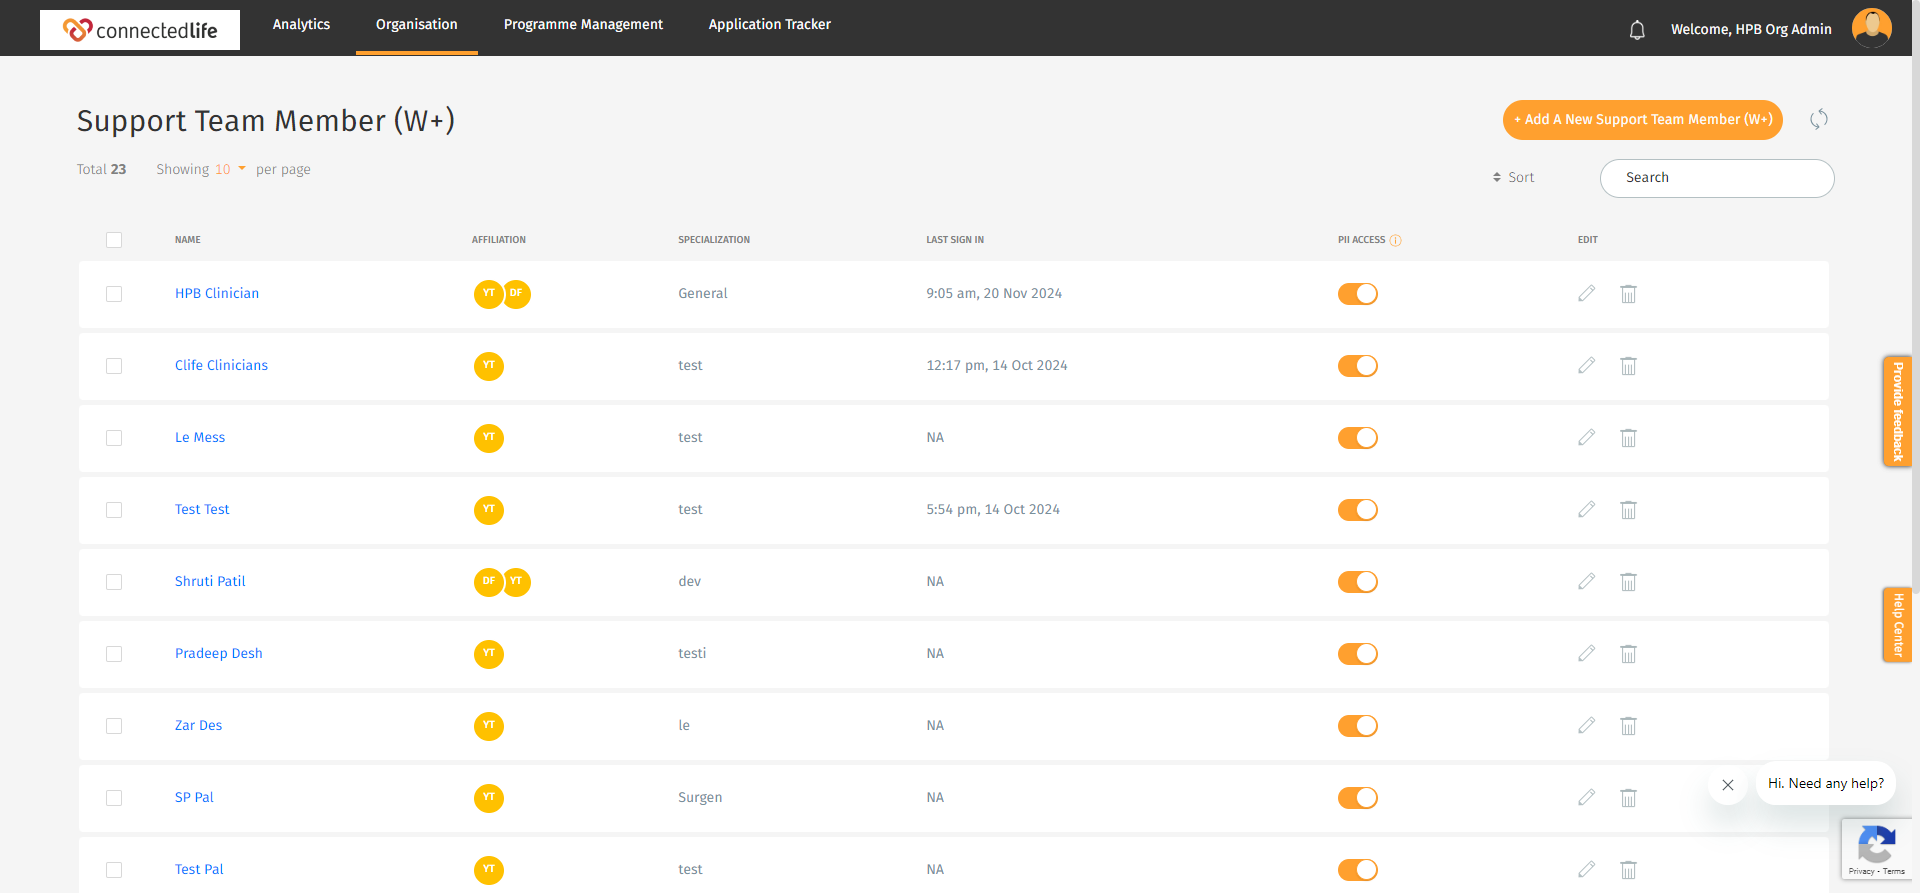 connectedlife
Analytics
Organisation
Programme Management
Application Tracker
Welcome, HPB Org Admin
Support Team Member (W+)
+ Add A New Support Team Member (W+)
Total 23
Showing 10 per page
Sort
Search
NAME AFFILIATION SPECIALIZATION LAST SIGN IN PII ACCESS EDIT
HPB Clinician YT DF General 9:05 am, 20 Nov 2024
Clife Clinicians YT test 12:17 pm, 14 Oct 2024
Le Mess YT test NA
Test Test YT test 5:54 pm, 14 Oct 2024
Shruti Patil DF YT dev NA
Pradeep Desh YT testi NA
Zar Des YT le NA
SP Pal YT Surgen NA
Test Pal YT test NA
Provide feedback
Help Center
Hi. Need any help?
Privacy - Terms